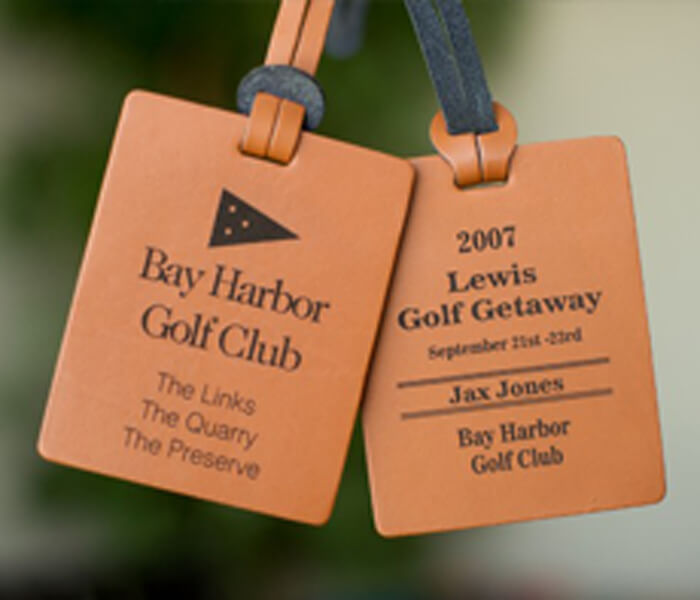 Bay Harbor
Golf Club
The Links
The Quarry
The Preserve
2007
Lewis
Golf Getaway
September 21st-23rd
Jax Jones
Bay Harbor
Golf Club